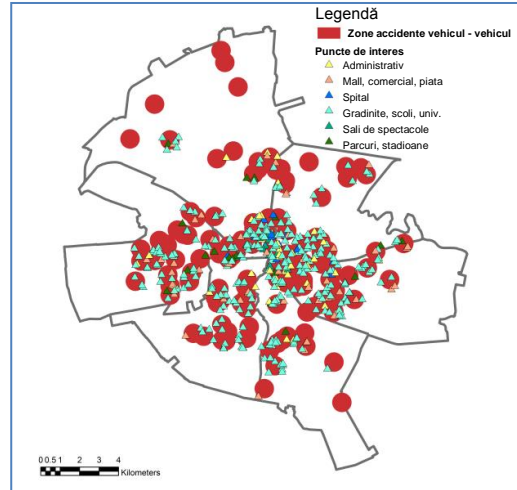 Legendă
Zone accidente vehicul - vehicul
Puncte de interes
Administrativ
Mall, comercial, piata
Spital
Gradinite, scoli, univ.
Sali de spectacole
Parcuri, stadioane
0 0.5 1 2 3 4
Kilometers